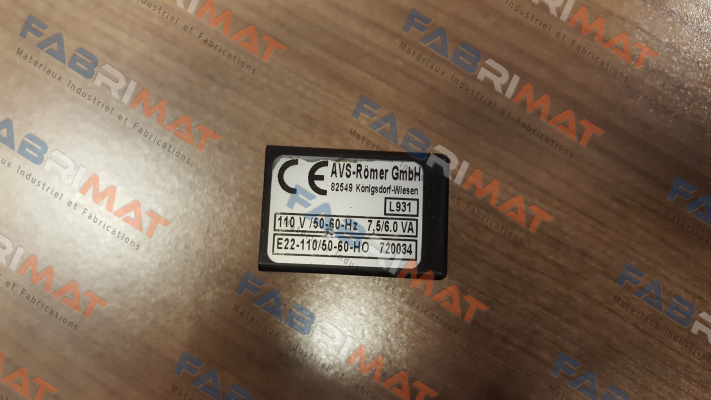 CE
AVS-Römer GmbH
82549 Königsdorf-Wiesen
L931
110 V /50-60-Hz 7,5/6.0 VA
E22-110/50-60-HO 720034
FABRIMAT
Materiaux Industriel et Fabrications